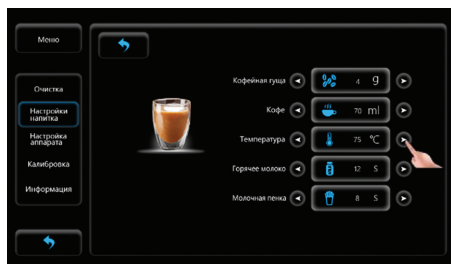 Меню
Очистка
Настройки
напитка
Настройка
аппарата
Калибровка
Информация
Кофейная гуща 4 g
Кофе 70 ml
Температура 75 °C
Горячее молоко 12 S
Молочная пенка 8 S